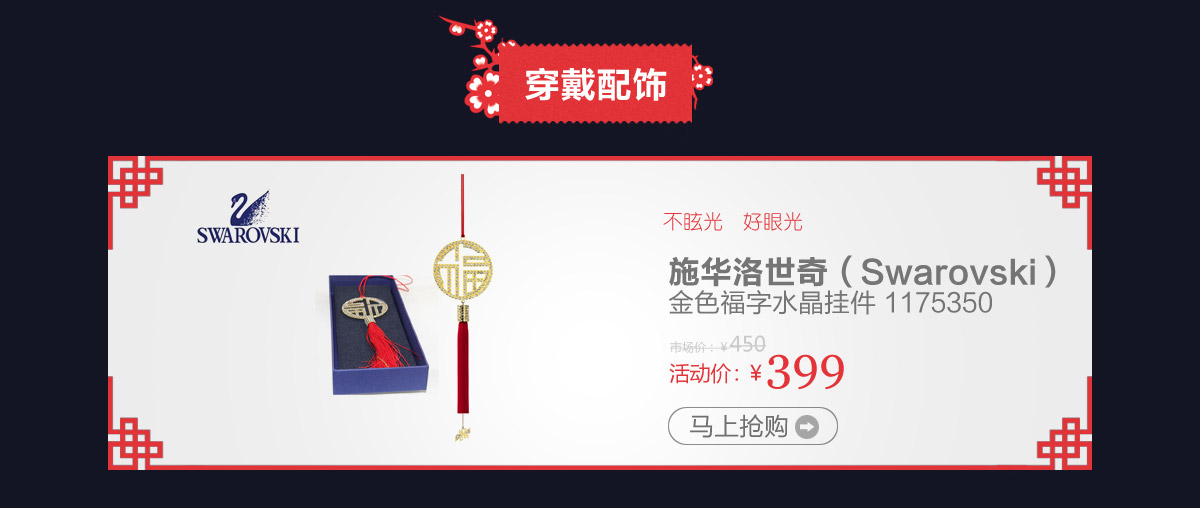 穿戴配饰
SWAROVSKI
福
福
不眩光 好眼光
施华洛世奇（Swarovski）
金色福字水晶挂件 1175350
市场价：¥450
活动价：¥399
马上抢购